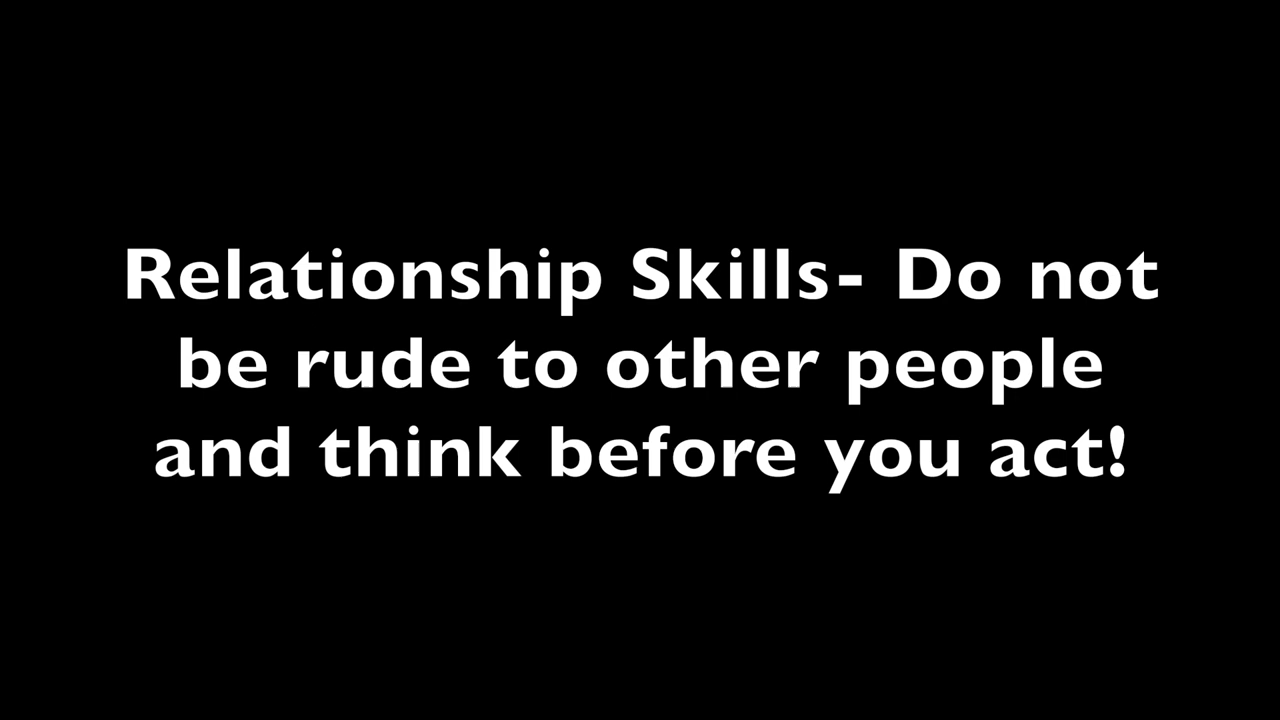 Relationship Skills- Do not
be rude to other people
and think before you act!